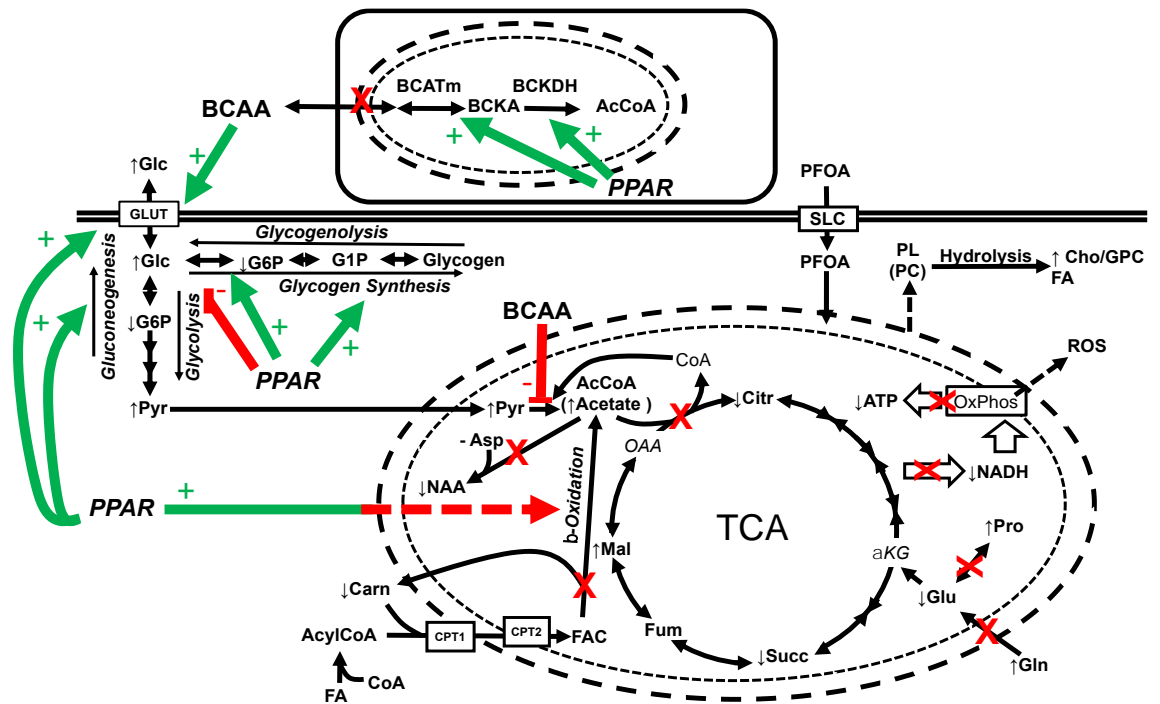 BCATm BCKDH
BCAA BCKA AcCoA
X
+ + +
↑Glc PPAR PFOA
GLUT SLC
+ Glycogenolysis
↑Glc ↓G6P G1P Glycogen PFOA PL Hydrolysis ↑ Cho/GPC
(PC) FA
Glycogen Synthesis
Gluconeogenesis
-
BCAA
+ ↓G6P Glycolysis + +
PPAR CoA ROS
- AcCoA
↑Pyr ↑Pyr (↑Acetate ) X ↓Citr ↓ATP X OxPhos
- Asp X OAA
↓NAA X ↓NADH
+
PPAR b-Oxidation TCA
↑Pro
↑Mal aKG X
↓Carn X ↓Glu
AcylCoA CPT1 CPT2 FAC Fum X
↓Succ ↑Gln
FA CoA